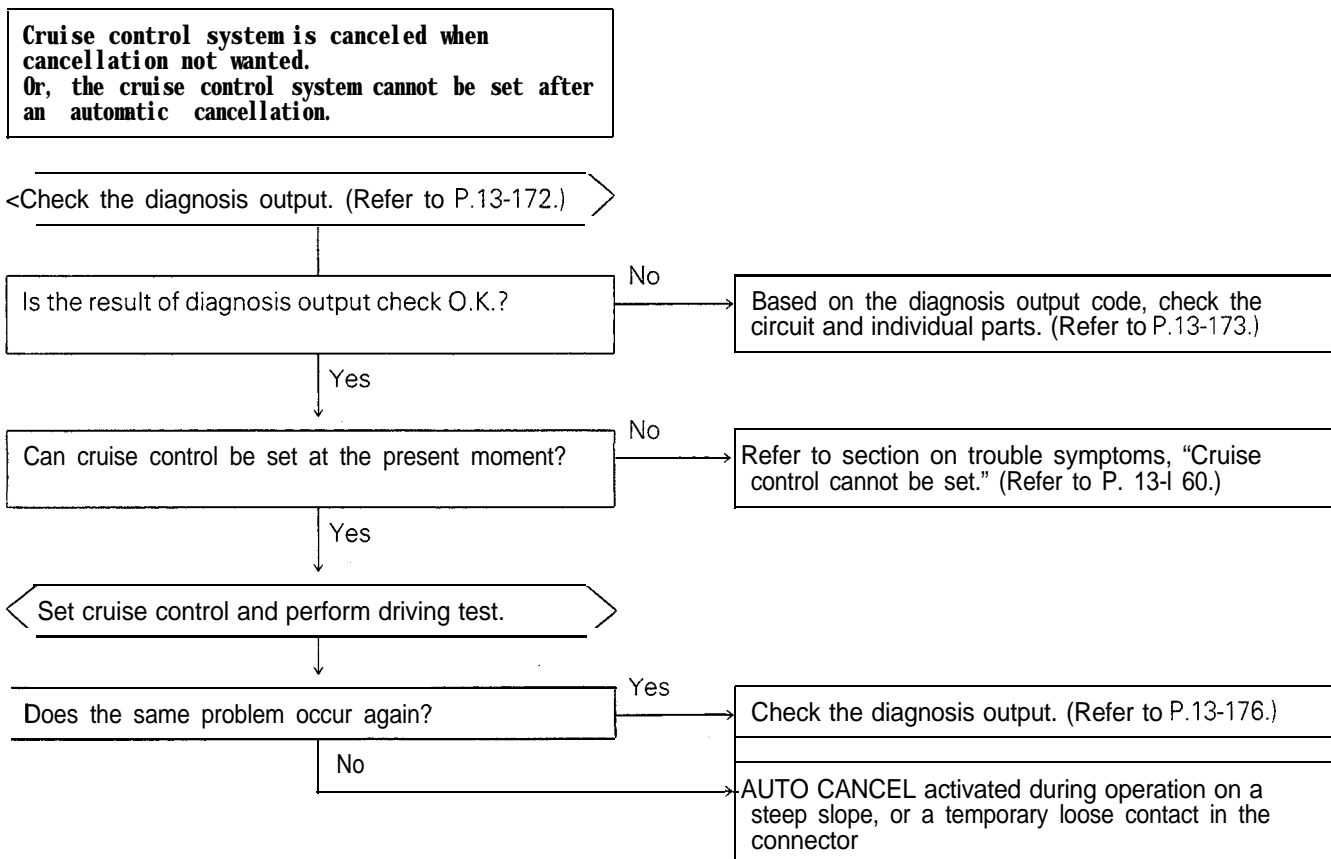 Cruise control system is canceled when
cancellation not wanted.
Or, the cruise control system cannot be set after
an automatic cancellation.
<Check the diagnosis output. (Refer to P.13-172.)
Is the result of diagnosis output check O.K.?
No
Based on the diagnosis output code, check the
circuit and individual parts. (Refer to P.13-173.)
Yes
Can cruise control be set at the present moment?
No
Refer to section on trouble symptoms, “Cruise
control cannot be set.” (Refer to P. 13-l 60.)
Yes
Set cruise control and perform driving test.
Does the same problem occur again?
Yes
Check the diagnosis output. (Refer to P.13-176.)
No
AUTO CANCEL activated during operation on a
steep slope, or a temporary loose contact in the
connector